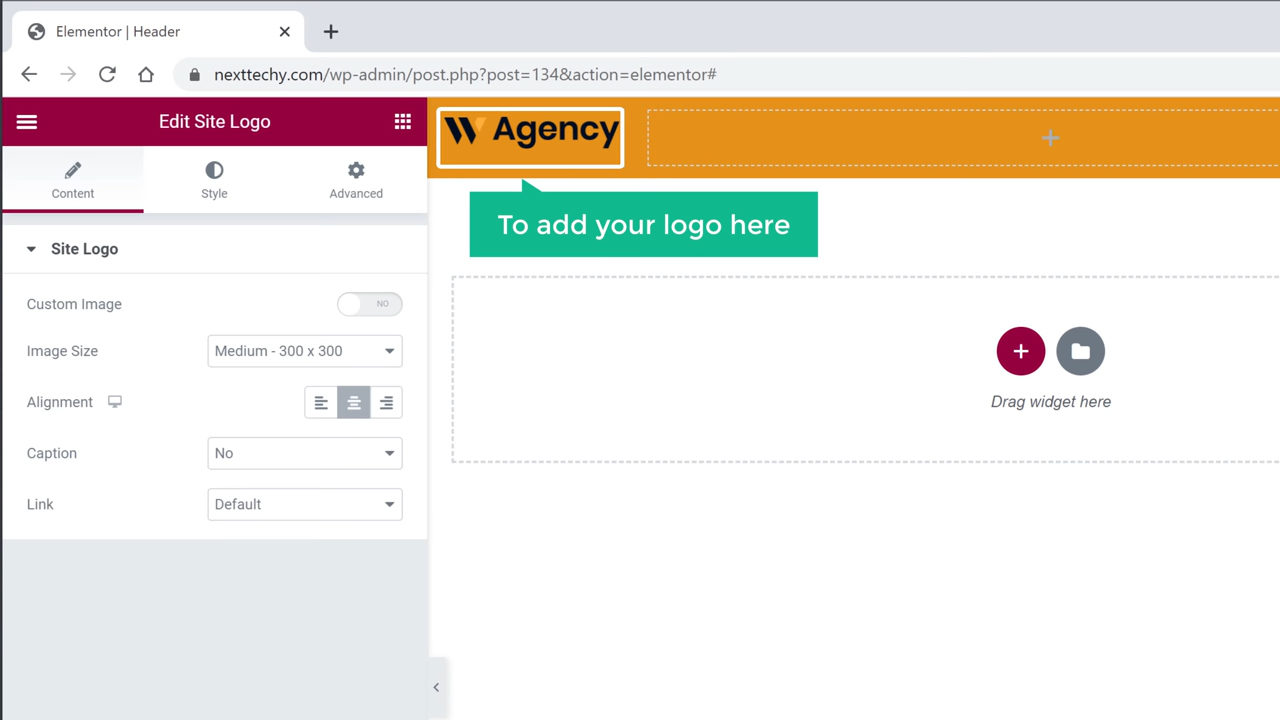 Elementor | Header
nexttechy.com/wp-admin/post.php?post=134&action=elementor#
Edit Site Logo
Content
Style
Advanced
Site Logo
Custom Image
NO
Image Size
Medium - 300 x 300
Alignment
Caption
No
Link
Default
W Agency
To add your logo here
Drag widget here